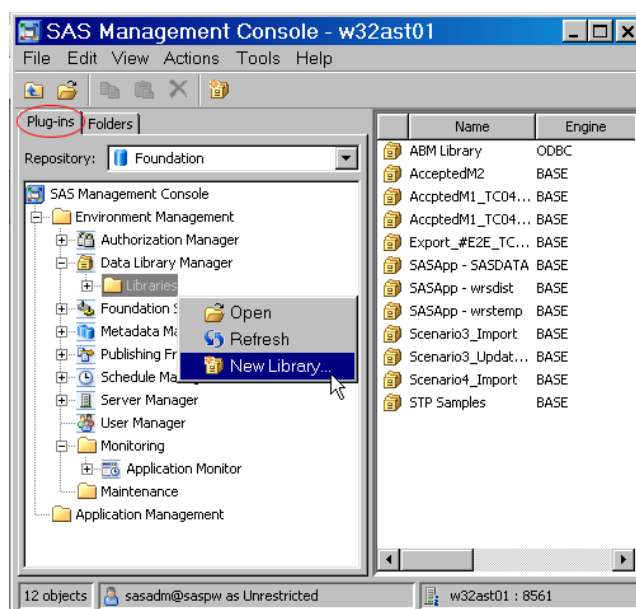 SAS Management Console - w32ast01
File Edit View Actions Tools Help
Plug-ins Folders
Repository: Foundation
SAS Management Console
Environment Management
Authorization Manager
Data Library Manager
Libraries
Foundation S
Metadata Ma
Publishing Fr
Schedule Ma
Server Manager
User Manager
Monitoring
Application Monitor
Maintenance
Application Management
Open
Refresh
New Library...
Name Engine
ABM Library ODBC
AcceptedM2 BASE
AccptedM1_TC04... BASE
AccptedM1_TC04... BASE
Export_#E2E_TC... BASE
SASApp - SASDATA BASE
SASApp - wrsdist BASE
SASApp - wrstemp BASE
Scenario3_Import BASE
Scenario3_Updat... BASE
Scenario4_Import BASE
STP Samples BASE
12 objects sasadm@saspw as Unrestricted w32ast01 : 8561